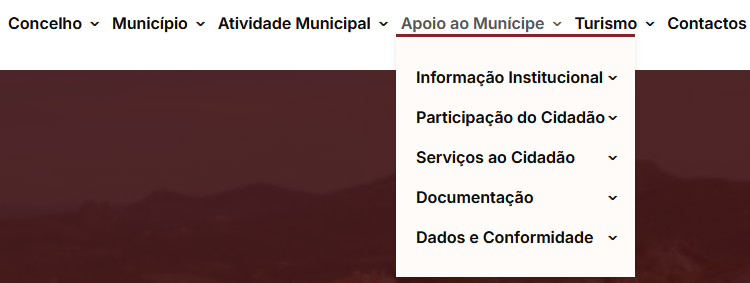 Concelho Município Atividade Municipal Apoio ao Munícipe Turismo Contactos
Informação Institucional
Participação do Cidadão
Serviços ao Cidadão
Documentação
Dados e Conformidade